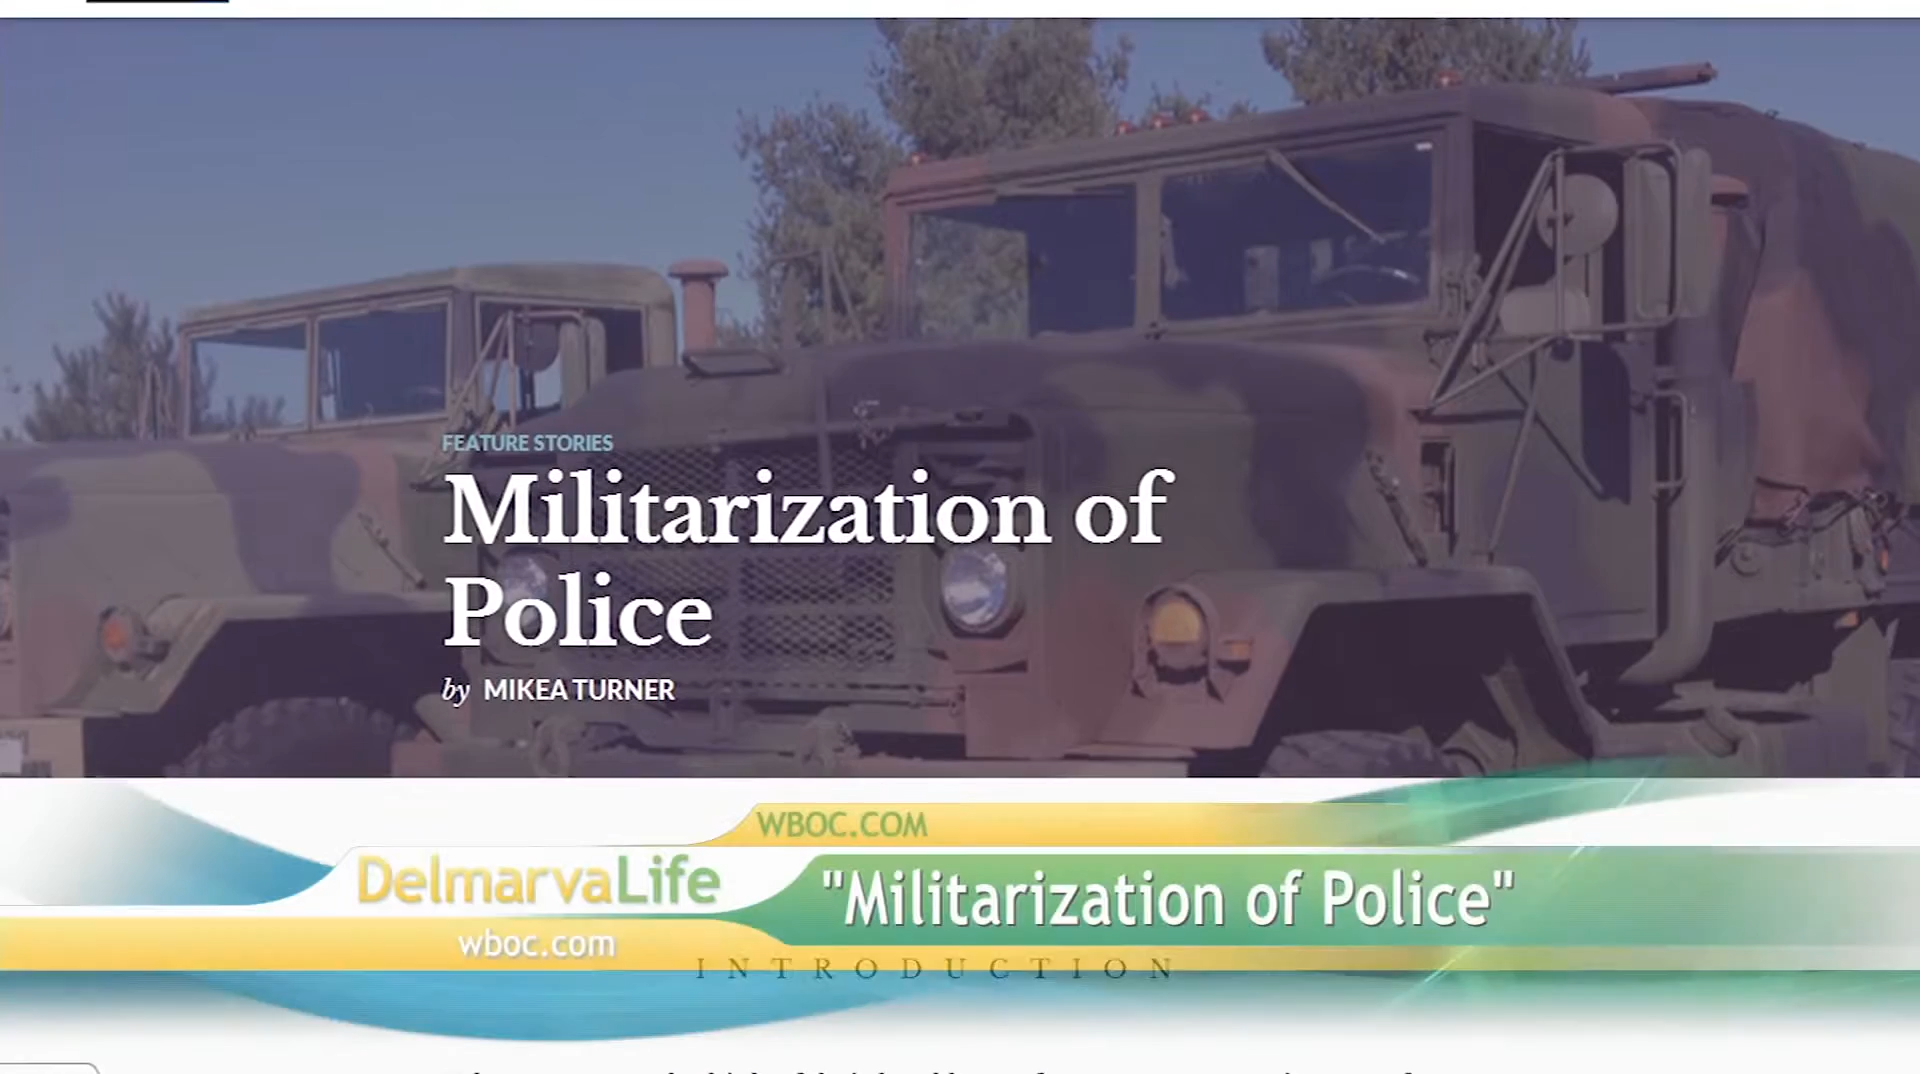 FEATURE STORIES
Militarization of
Police
by MIKEA TURNER
WBOC.COM
DelmarvaLife
"Militarization of Police"
wboc.com
INTRODUCTION